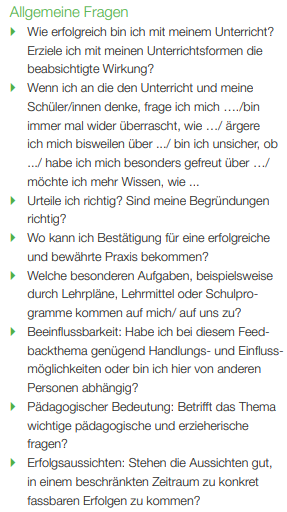 Allgemeine Fragen
Wie erfolgreich bin ich mit meinem Unterricht?
Erziele ich mit meinen Unterrichtsformen die
beabsichtigte Wirkung?
Wenn ich an die den Unterricht und meine
Schüler/innen denke, frage ich mich …./bin
immer mal wider überrascht, wie …/ ärgere
ich mich bisweilen über .../ bin ich unsicher, ob
.../ habe ich mich besonders gefreut über …/
möchte ich mehr Wissen, wie ...
Urteile ich richtig? Sind meine Begründungen
richtig?
Wo kann ich Bestätigung für eine erfolgreiche
und bewährte Praxis bekommen?
Welche besonderen Aufgaben, beispielsweise
durch Lehrpläne, Lehrmittel oder Schulpro-
gramme kommen auf mich/ auf uns zu?
Beeinflussbarkeit: Habe ich bei diesem Feed-
backthema genügend Handlungs- und Einfluss-
möglichkeiten oder bin ich hier von anderen
Personen abhängig?
Pädagogischer Bedeutung: Betrifft das Thema
wichtige pädagogische und erzieherische
fragen?
Erfolgsaussichten: Stehen die Aussichten gut,
in einem beschränkten Zeitraum zu konkret
fassbaren Erfolgen zu kommen?